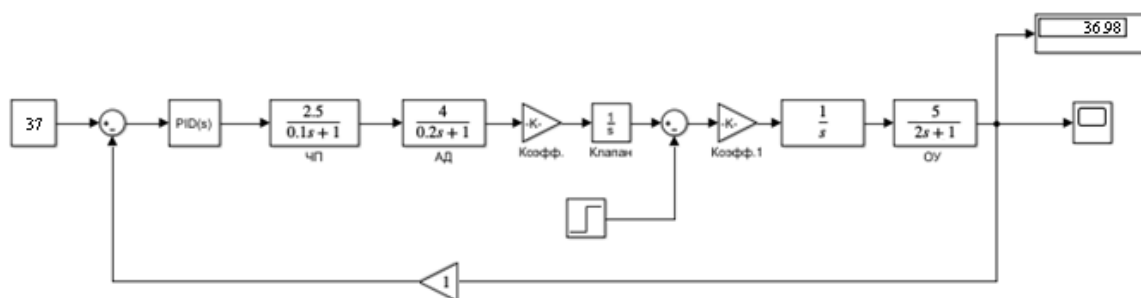 36.98
37
+
-
PID(s)
2.5
0.1s + 1
ЧП
4
0.2s + 1
АД
-K-
Коэфф.
1
s
Клапан
+
-
-K-
Коэфф.1
1
s
5
2s + 1
ОУ
1